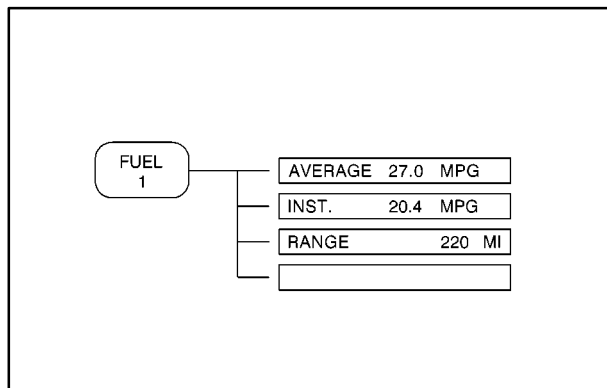 FUEL
1
AVERAGE 27.0 MPG
INST. 20.4 MPG
RANGE 220 MI